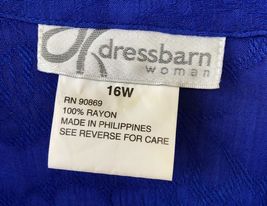 dressbarn
woman
16W
RN 90869
100% RAYON
MADE IN PHILIPPINES
SEE REVERSE FOR CARE